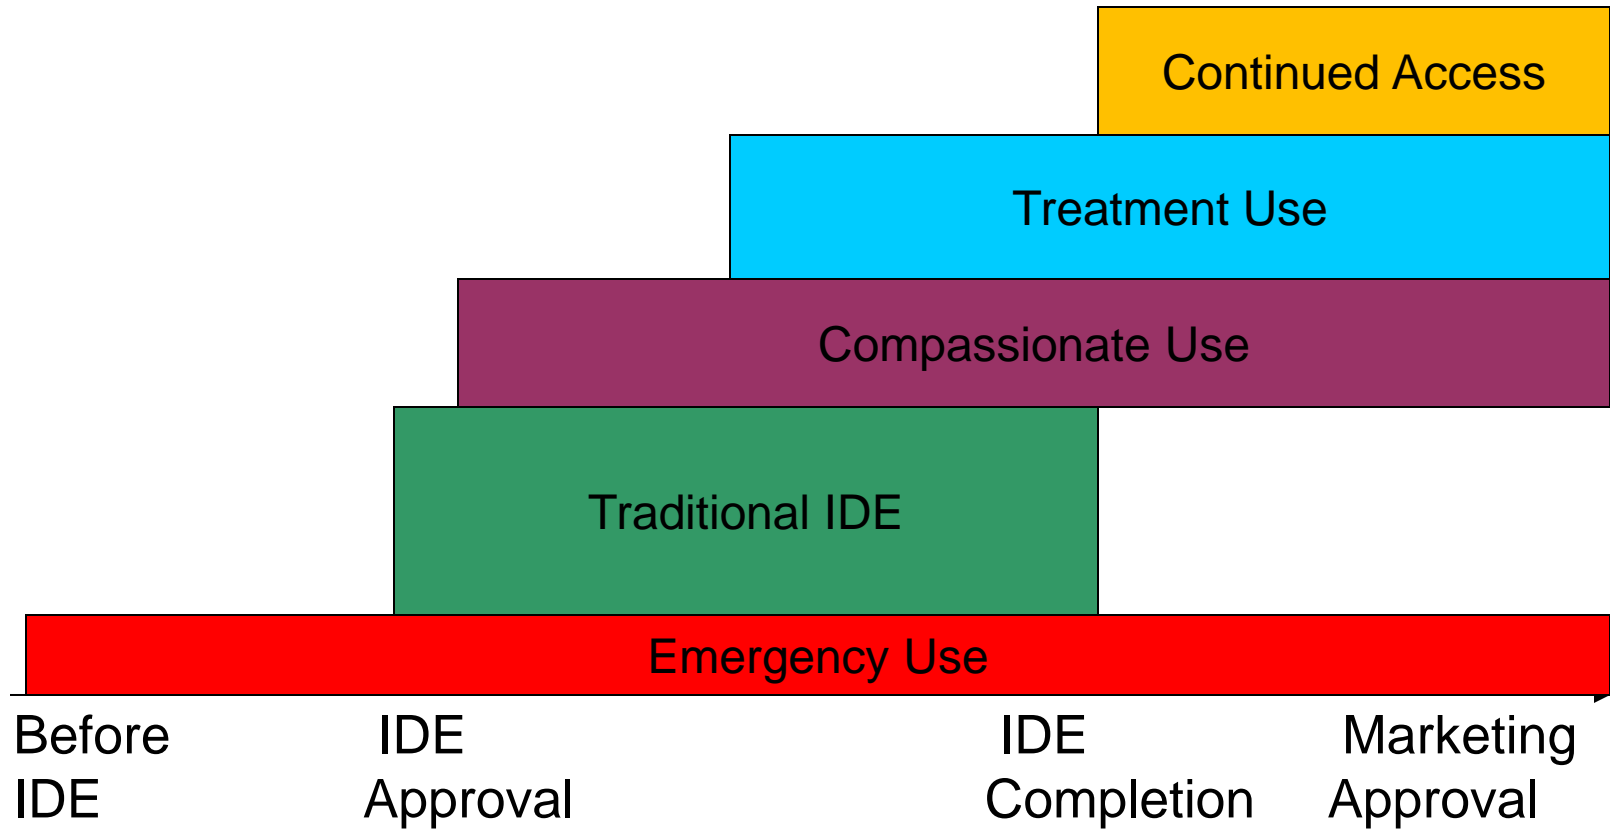 Continued Access
Treatment Use
Compassionate Use
Traditional IDE
Emergency Use
Before IDE IDE Marketing
IDE Approval Completion Approval